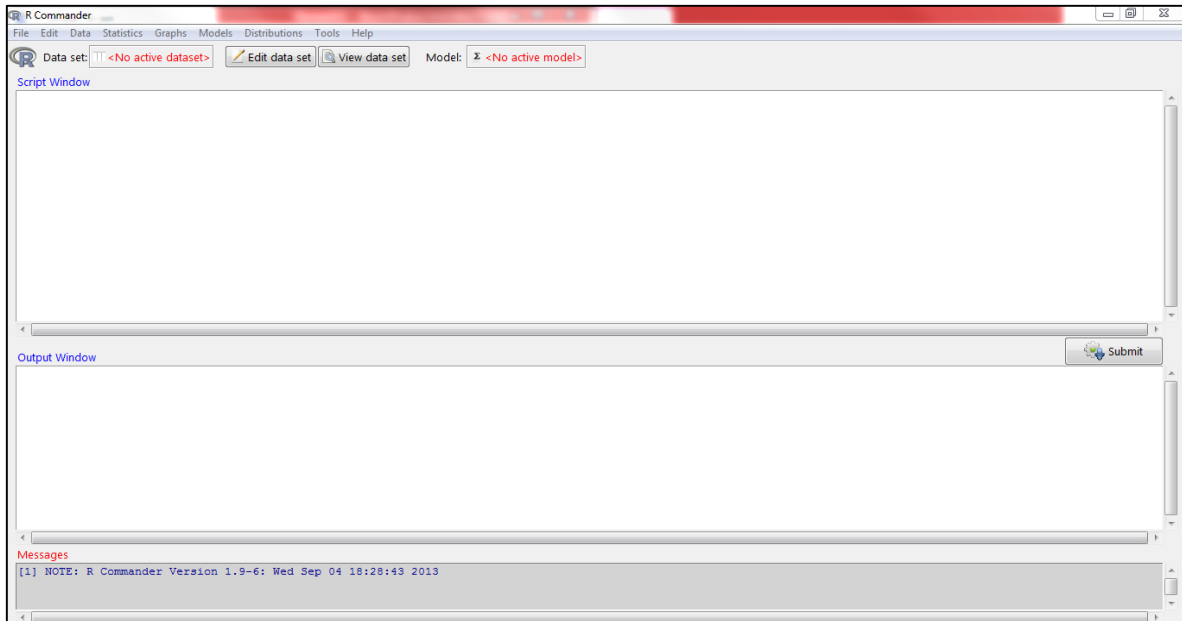 R Commander
File Edit Data Statistics Graphs Models Distributions Tools Help
R Data set: <No active dataset> Edit data set View data set Model: Σ <No active model>
Script Window
Submit
Output Window
Messages
[1] NOTE: R Commander Version 1.9-6: Wed Sep 04 18:28:43 2013